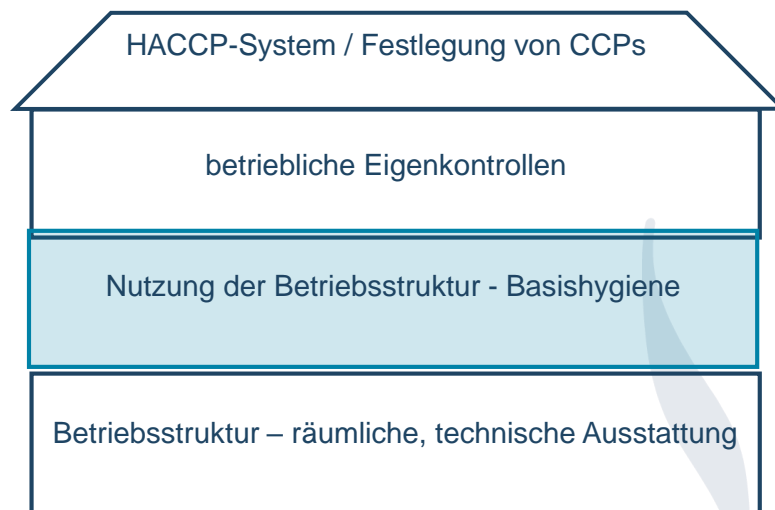 HACCP-System / Festlegung von CCPs
betriebliche Eigenkontrollen
Nutzung der Betriebsstruktur - Basishygiene
Betriebsstruktur – räumliche, technische Ausstattung